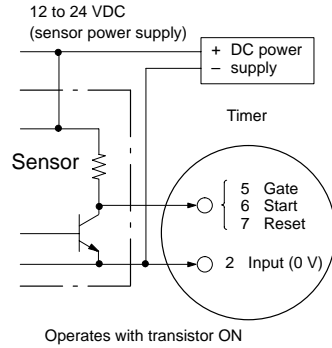 12 to 24 VDC
(sensor power supply)
+ DC power
– supply
Timer
Sensor
5 Gate
6 Start
7 Reset
2 Input (0 V)
Operates with transistor ON